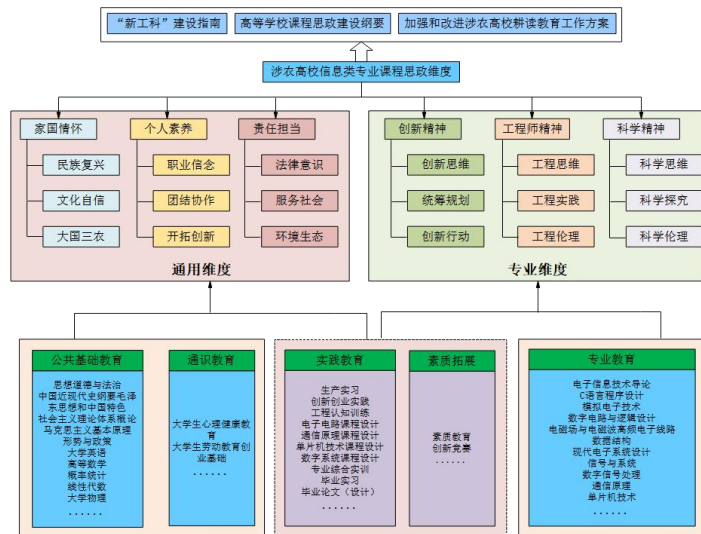 “新工科”建设指南
高等学校课程思政建设纲要
加强和改进涉农高校耕读教育工作方案
涉农高校信息类专业课程思政维度
家国情怀
民族复兴
文化自信
大国三农
个人素养
职业信念
团结协作
开拓创新
责任担当
法律意识
服务社会
环境生态
通用维度
创新精神
创新思维
统筹规划
创新行动
工程师精神
工程思维
工程实践
工程伦理
科学精神
科学思维
科学探究
科学伦理
专业维度
公共基础教育
思想道德与法治
中国近现代史纲要毛泽
东思想和中国特色
社会主义理论体系概论
马克思主义基本原理
形势与政策
大学英语
高等数学
概率统计
线性代数
大学物理
······
通识教育
大学生心理健康教
育
大学生劳动教育创
业基础
······
实践教育
生产实习
创新创业实践
工程认知训练
电子电路课程设计
通信原理课程设计
单片机技术课程设计
数字系统课程设计
专业综合实训
毕业实习
毕业论文（设计）
······
素质拓展
素质教育
创新竞赛
······
专业教育
电子信息技术导论
C语言程序设计
模拟电子技术
数字电路与逻辑设计
电磁场与电磁波高频电子线路
数据结构
现代电子系统设计
信号与系统
数字信号处理
通信原理
单片机技术
······